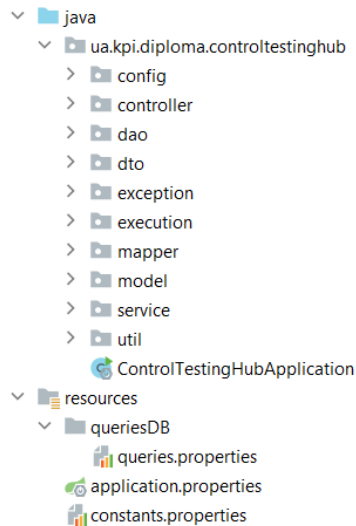 java
ua.kpi.diploma.controltestinghub
config
controller
dao
dto
exception
execution
mapper
model
service
util
ControlTestingHubApplication
resources
queriesDB
queries.properties
application.properties
constants.properties